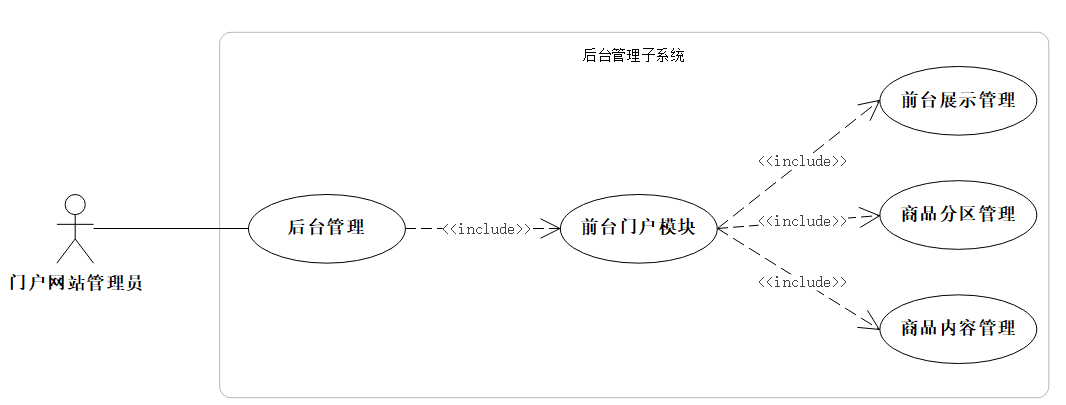 后台管理子系统
前台展示管理
<<include>>
后台管理
<<include>>
前台门户模块
<<include>>
商品分区管理
门户网站管理员
<<include>>
商品内容管理